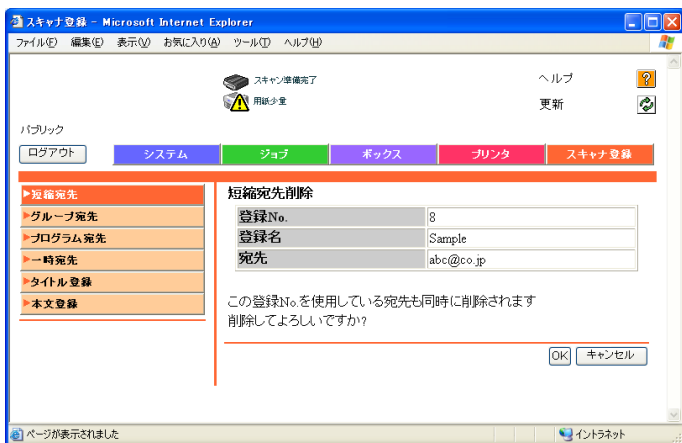 スキャナ登録 - Microsoft Internet Explorer
ファイル(F) 編集(E) 表示(V) お気に入り(A) ツール(T) ヘルプ(H)
スキャン準備完了
ヘルプ
?
用紙少量
更新
パブリック
ログアウト
システム
ジョブ
ボックス
プリンタ
スキャナ登録
▶短縮宛先
▶グループ宛先
▶プログラム宛先
▶一時宛先
▶タイトル登録
▶本文登録
短縮宛先削除
登録No. 8
登録名 Sample
宛先 abc@co.jp
この登録No.を使用している宛先も同時に削除されます
削除してよろしいですか?
OK キャンセル
ページが表示されました
イントラネット